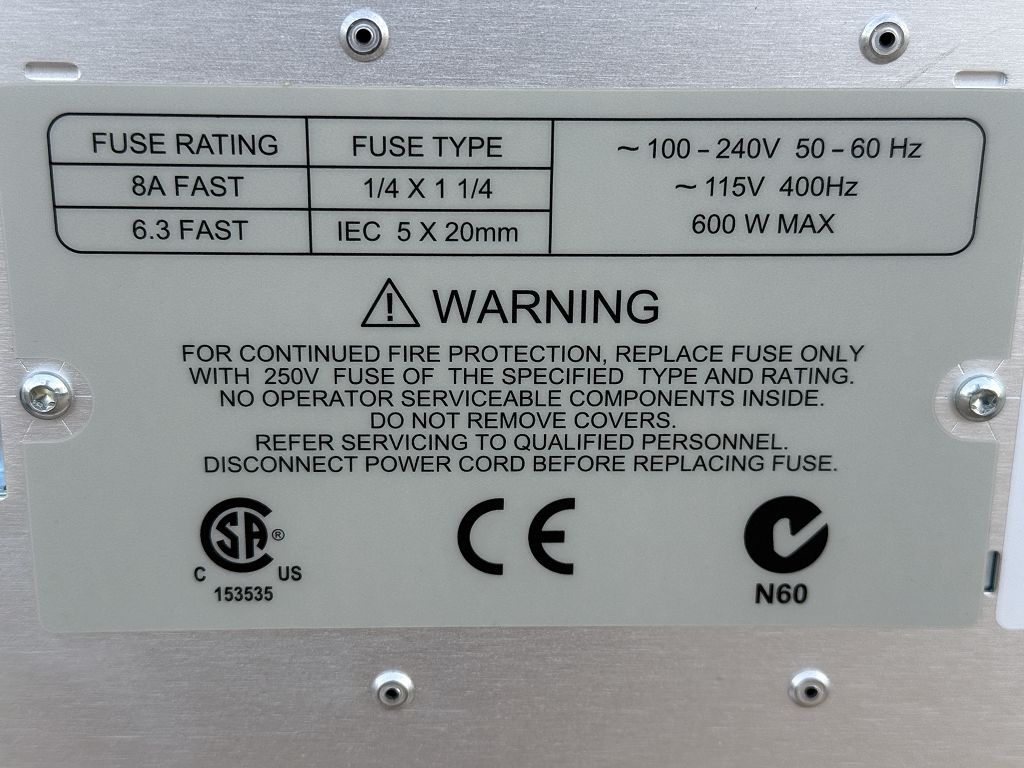 FUSE RATING FUSE TYPE
8A FAST 1/4 X 1 1/4
6.3 FAST IEC 5 X 20mm
~ 100 – 240V 50 – 60 Hz
~ 115V 400Hz
600 W MAX
WARNING
FOR CONTINUED FIRE PROTECTION, REPLACE FUSE ONLY
WITH 250V FUSE OF THE SPECIFIED TYPE AND RATING.
NO OPERATOR SERVICEABLE COMPONENTS INSIDE.
DO NOT REMOVE COVERS.
REFER SERVICING TO QUALIFIED PERSONNEL.
DISCONNECT POWER CORD BEFORE REPLACING FUSE.
CSA ®
C US
153535
CE
N60